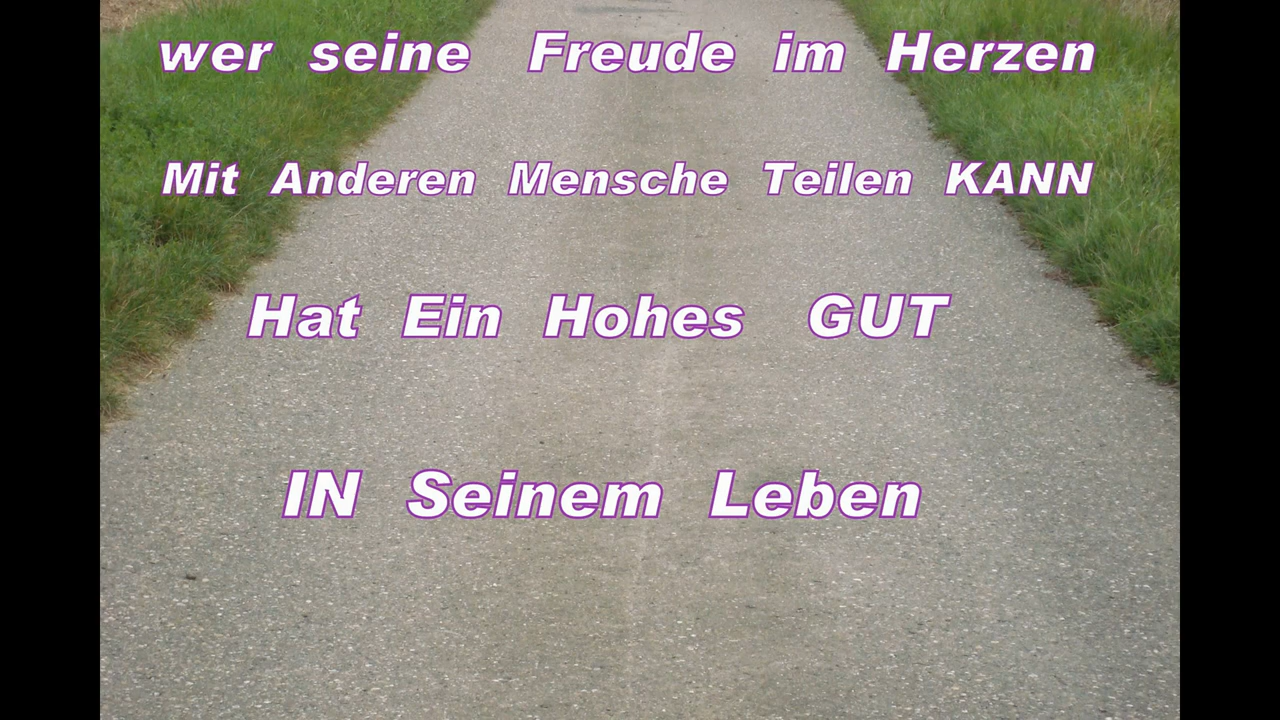 wer seine Freude im Herzen
Mit Anderen Mensche Teilen KANN
Hat Ein Hohes GUT
IN Seinem Leben